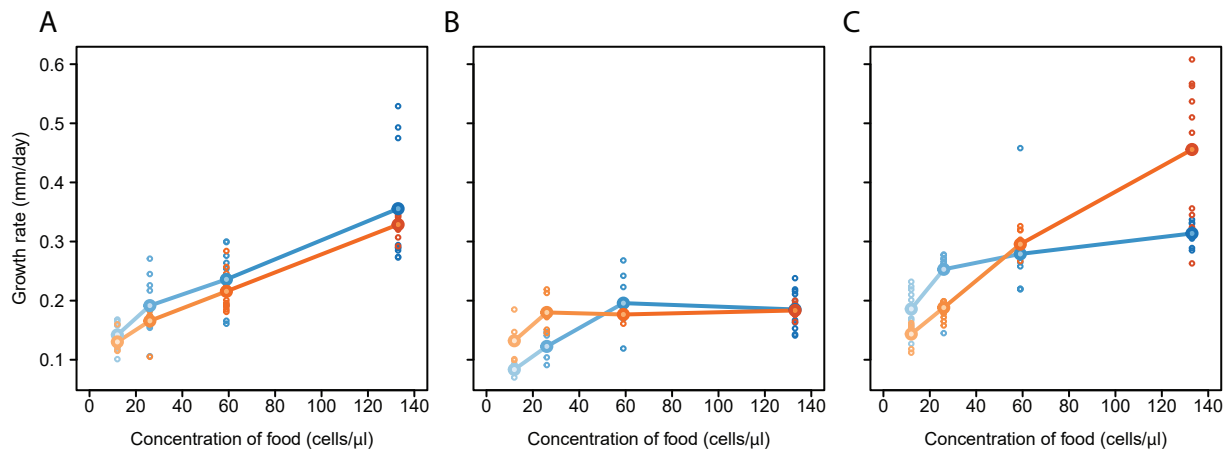 A
B
C
Growth rate (mm/day)
0.6
0.5
0.4
0.3
0.2
0.1
0 20 40 60 80 100 120 140
0 20 40 60 80 100 120 140
0 20 40 60 80 100 120 140
Concentration of food (cells/µl)
Concentration of food (cells/µl)
Concentration of food (cells/µl)